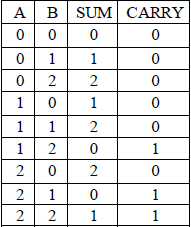 A B SUM CARRY
0 0 0 0
0 1 1 0
0 2 2 0
1 0 1 0
1 1 2 0
1 2 0 1
2 0 2 0
2 1 0 1
2 2 1 1